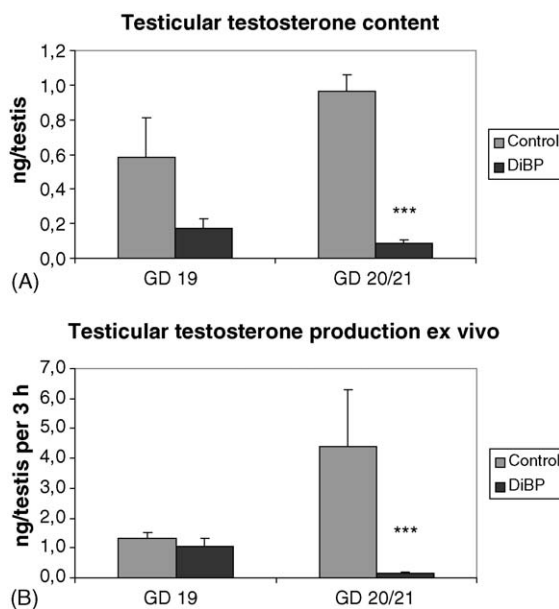 Testicular testosterone content
1,2
1,0
0,8
0,6
0,4
0,2
0,0
ng/testis
***
GD 19
GD 20/21
Control
DiBP
(A)
Testicular testosterone production ex vivo
7,0
6,0
5,0
4,0
3,0
2,0
1,0
0,0
ng/testis per 3 h
***
GD 19
GD 20/21
Control
DiBP
(B)